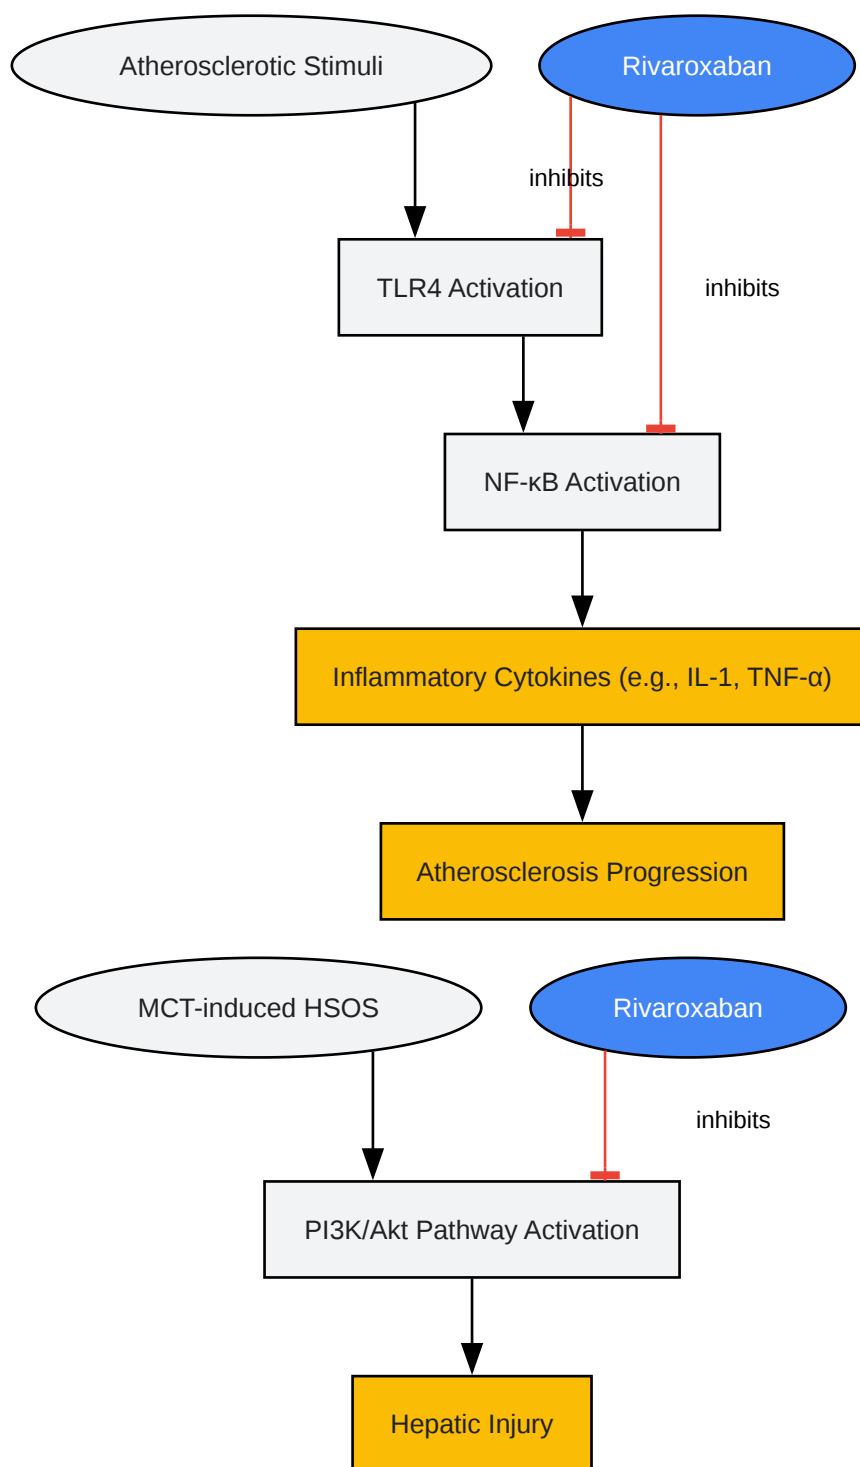 Atherosclerotic Stimuli
Rivaroxaban
inhibits
TLR4 Activation
inhibits
NF-κB Activation
Inflammatory Cytokines (e.g., IL-1, TNF-α)
Atherosclerosis Progression
MCT-induced HSOS
Rivaroxaban
inhibits
PI3K/Akt Pathway Activation
Hepatic Injury